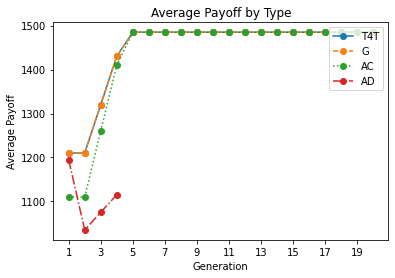 Average Payoff by Type
Average Payoff
1500
1400
1300
1200
1100
T4T
G
AC
AD
1 3 5 7 9 11 13 15 17 19
Generation